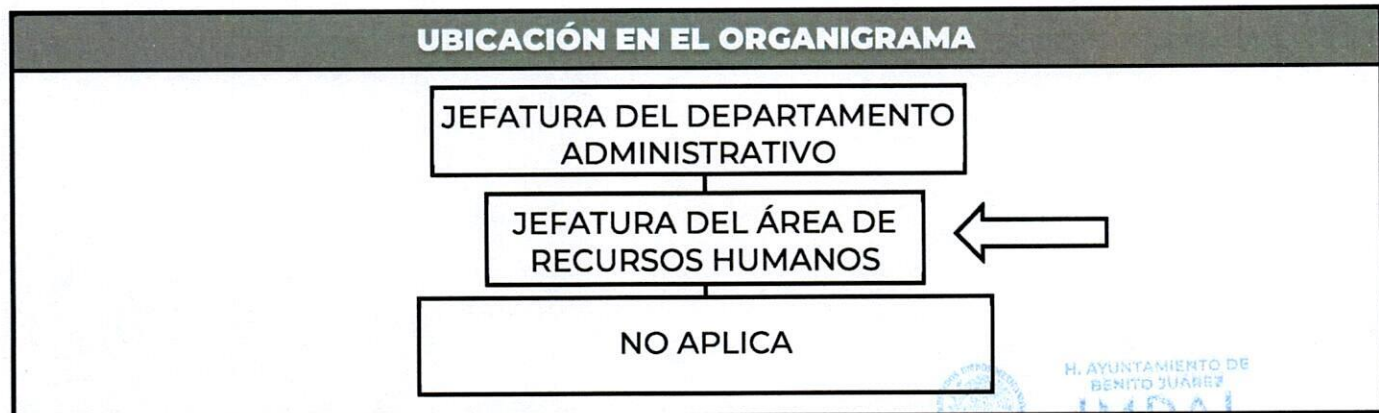 UBICACIÓN EN EL ORGANIGRAMA
JEFATURA DEL DEPARTAMENTO
ADMINISTRATIVO
JEFATURA DEL ÁREA DE
RECURSOS HUMANOS
NO APLICA
H. AYUNTAMIENTO DE
BENITO JUÁREZ